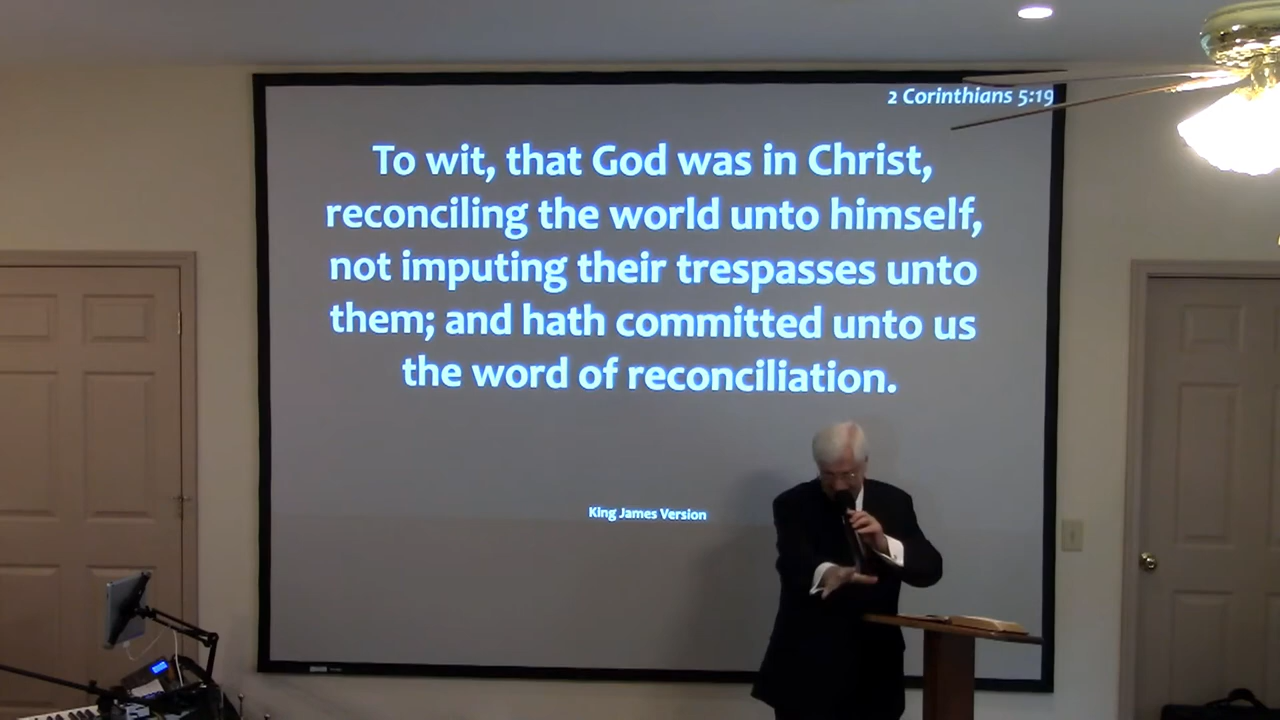 2 Corinthians 5:19
To wit, that God was in Christ,
reconciling the world unto himself,
not imputing their trespasses unto
them; and hath committed unto us
the word of reconciliation.
King James Version